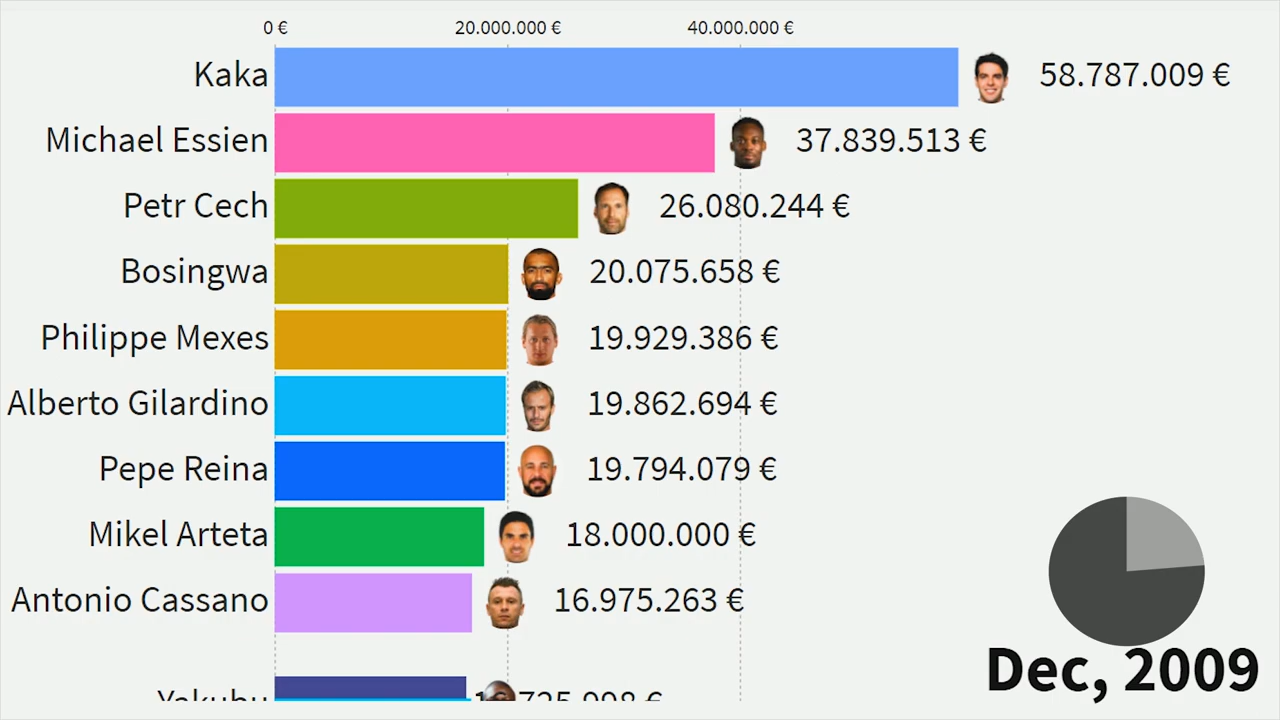 0 € 20.000.000 € 40.000.000 €
Kaka 58.787.009 €
Michael Essien 37.839.513 €
Petr Cech 26.080.244 €
Bosingwa 20.075.658 €
Philippe Mexes 19.929.386 €
Alberto Gilardino 19.862.694 €
Pepe Reina 19.794.079 €
Mikel Arteta 18.000.000 €
Antonio Cassano 16.975.263 €
Yakubu
Dec, 2009